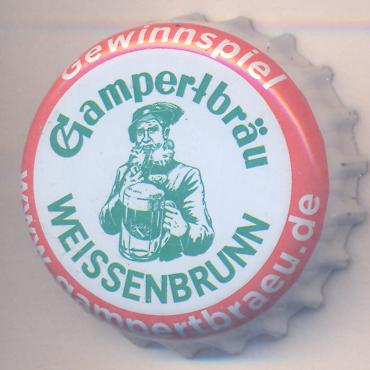 Gewinnspiel
Gampertbräu
WEISSENBRUNN
www.gampertbraeu.de